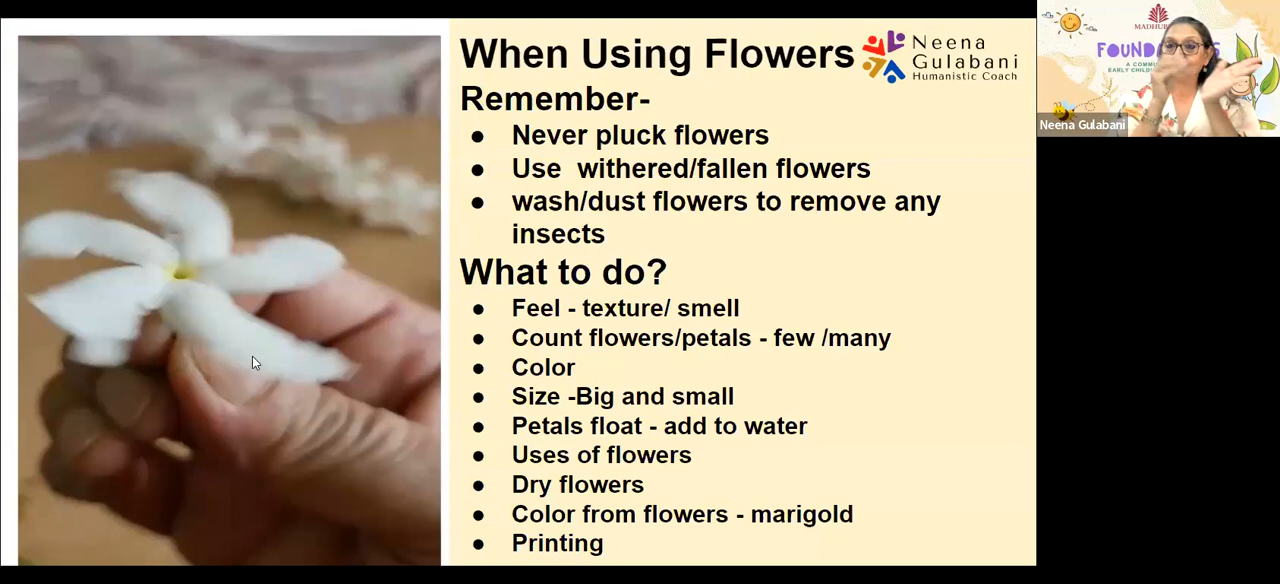 When Using Flowers
Neena
Gulabani
Humanistic Coach
Remember-
● Never pluck flowers
● Use withered/fallen flowers
● wash/dust flowers to remove any
insects
What to do?
● Feel - texture/ smell
● Count flowers/petals - few /many
● Color
● Size -Big and small
● Petals float - add to water
● Uses of flowers
● Dry flowers
● Color from flowers - marigold
● Printing
Neena Gulabani